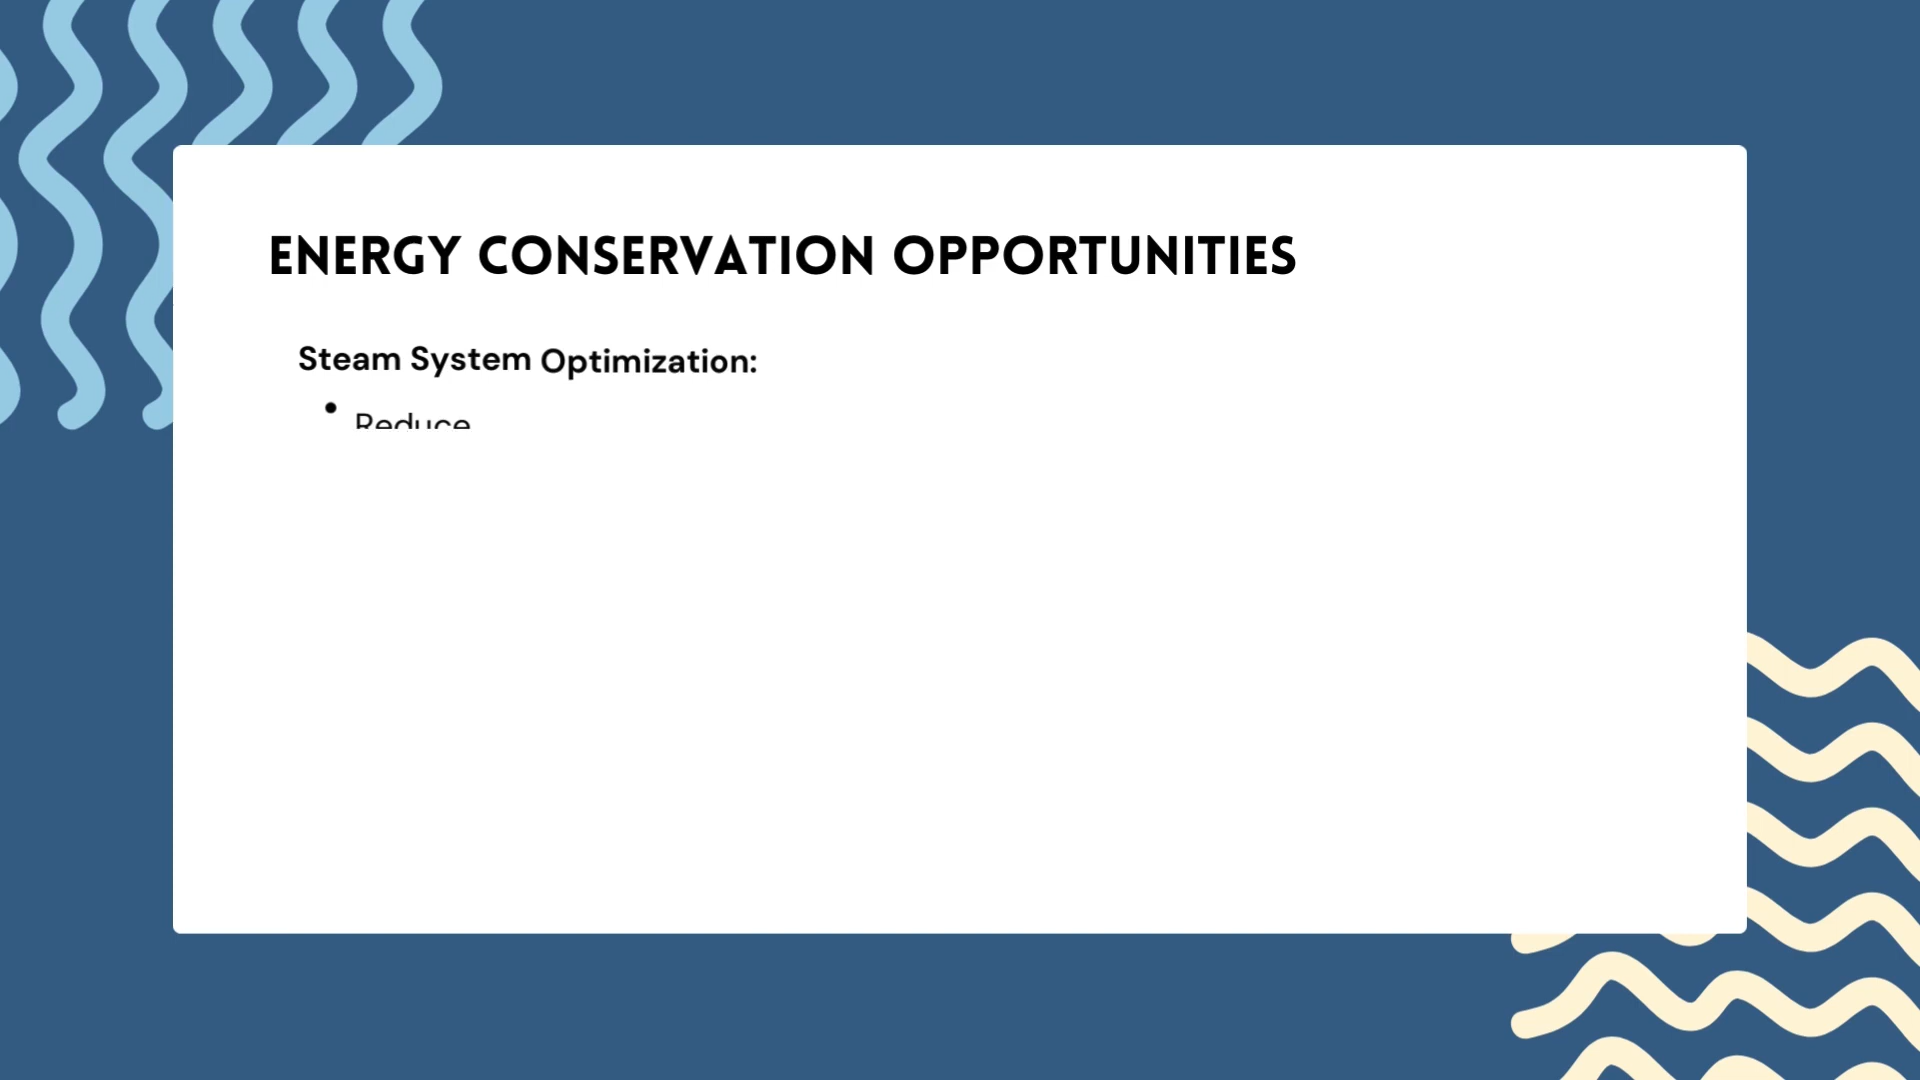 ENERGY CONSERVATION OPPORTUNITIES
Steam System Optimization:
• Reduce